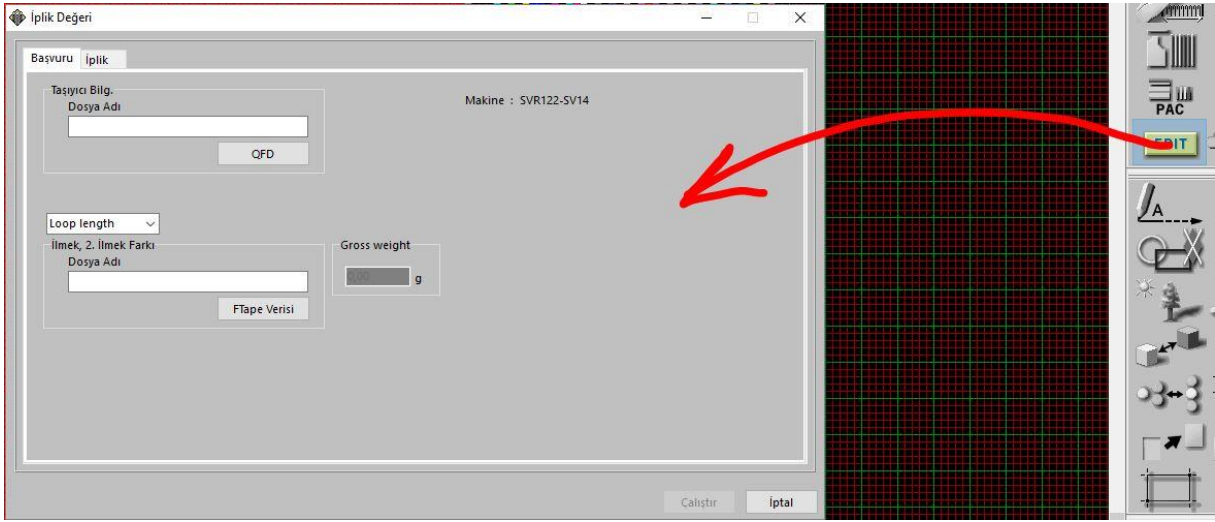 İplik Değeri
Başvuru İplik
Taşıyıcı Bilg.
Dosya Adı
Makine : SVR122-SV14
QFD
Loop length
İlmek, 2. İlmek Farkı
Dosya Adı
Gross weight
0,00 g
FTape Verisi
Çalıştır İptal
PAC
EDIT
A